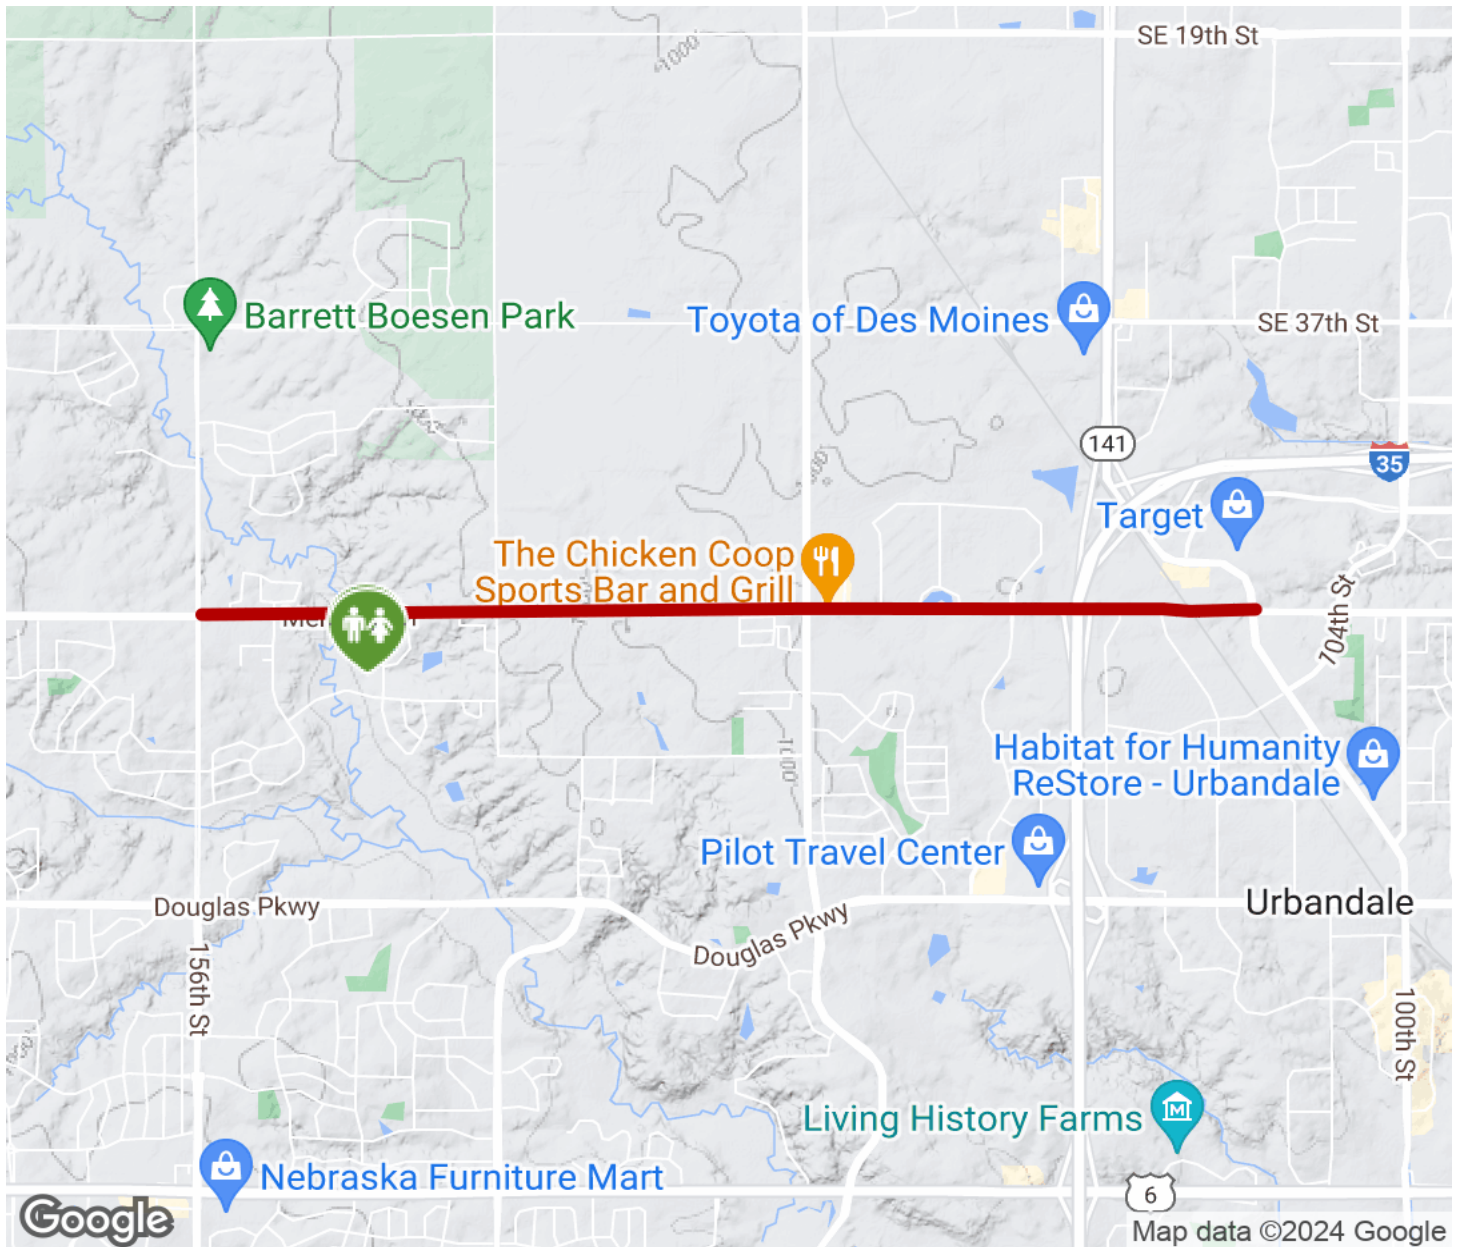 SE 19th St
1000
Barrett Boesen Park
Toyota of Des Moines
SE 37th St
141
35
Target
The Chicken Coop
Sports Bar and Grill
104th St
1000
Habitat for Humanity
ReStore - Urbandale
Pilot Travel Center
Urbandale
Douglas Pkwy
Douglas Pkwy
156th St
100th St
Living History Farms
Nebraska Furniture Mart
6
Google
Map data ©2024 Google